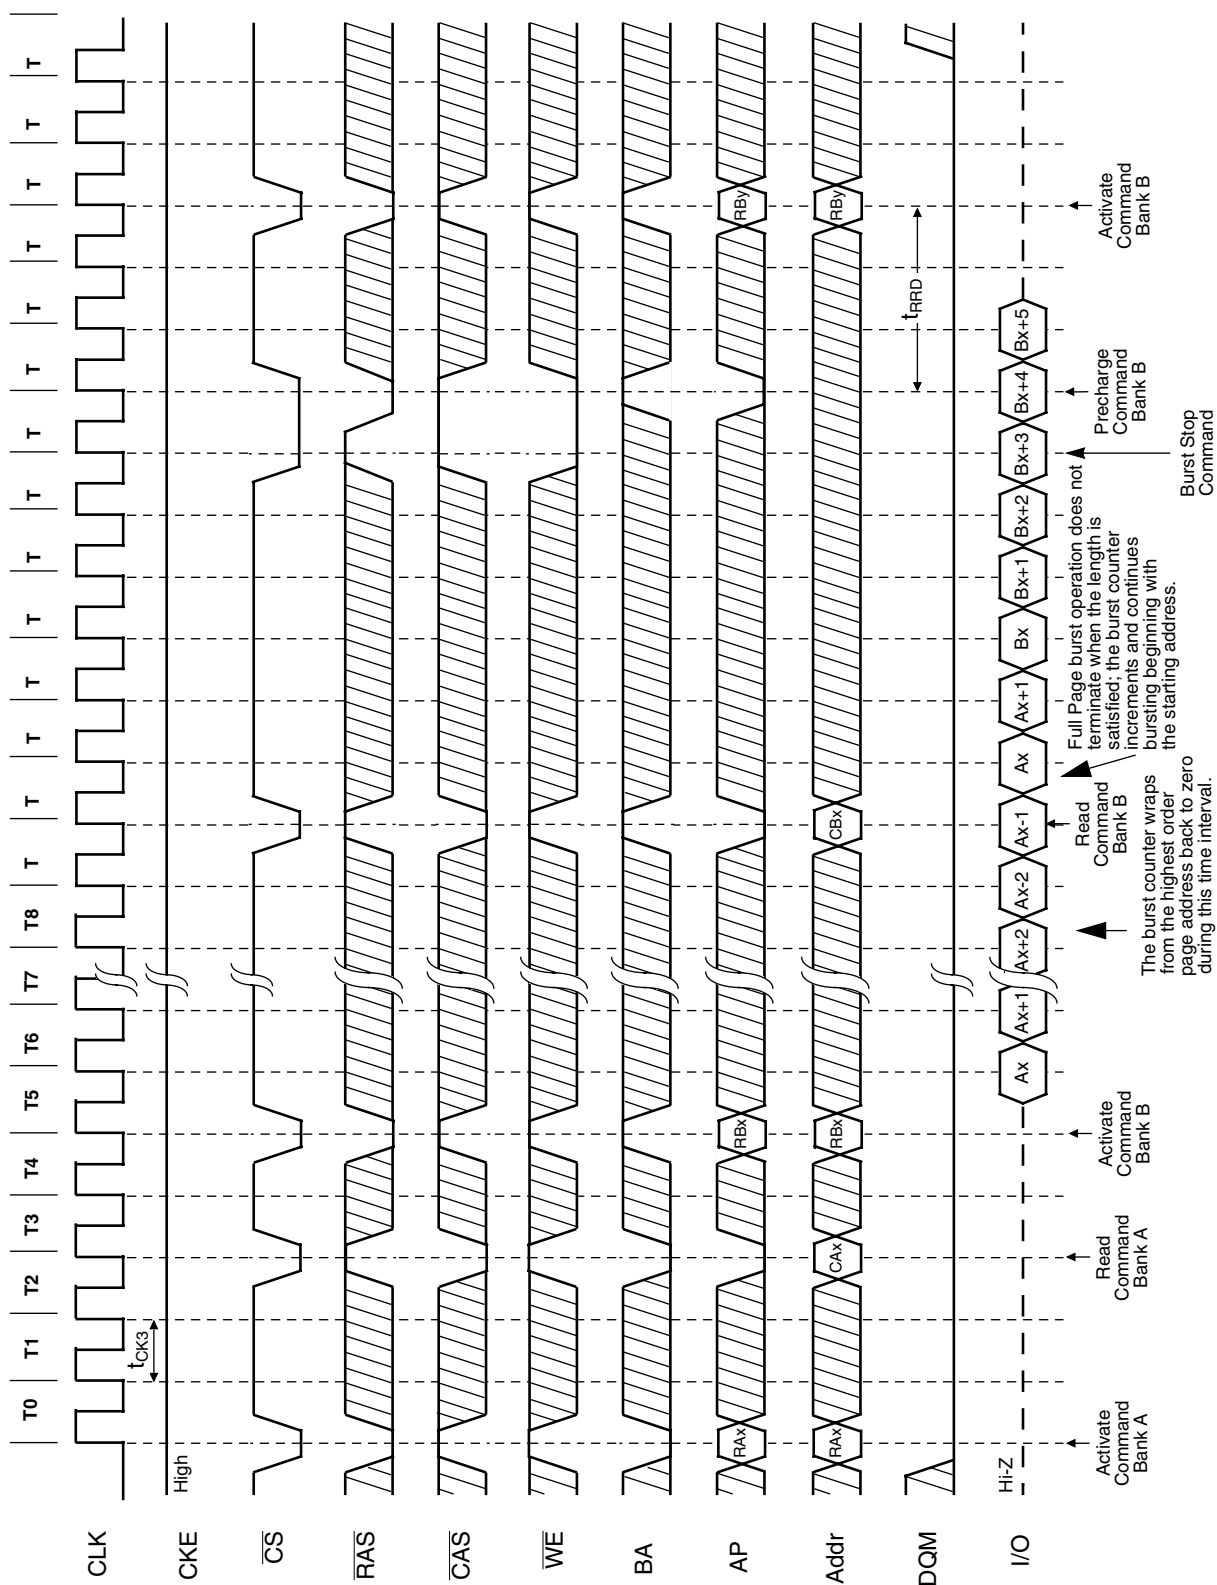 T0 T1 T2 T3 T4 T5 T6 T7 T8 T T T T T T T T T T T T T T T
CLK
tCK3
CKE
High
CS
RAS
CAS
WE
BA
AP
RAx RBx RBy
Addr
RAx CAx RBx CBx RBy
DQM
tRRD
I/O
Hi-Z
Ax Ax+1 Ax+2 Ax-2 Ax-1 Ax Ax+1 Bx Bx+1 Bx+2 Bx+3 Bx+4 Bx+5
Activate
Command
Bank A
Read
Command
Bank A
Activate
Command
Bank B
The burst counter wraps
from the highest order
page address back to zero
during this time interval.
Read
Command
Bank B
Full Page burst operation does not
terminate when the length is
satisfied; the burst counter
increments and continues
bursting beginning with
the starting address.
Burst Stop
Command
Precharge
Command
Bank B
Activate
Command
Bank B